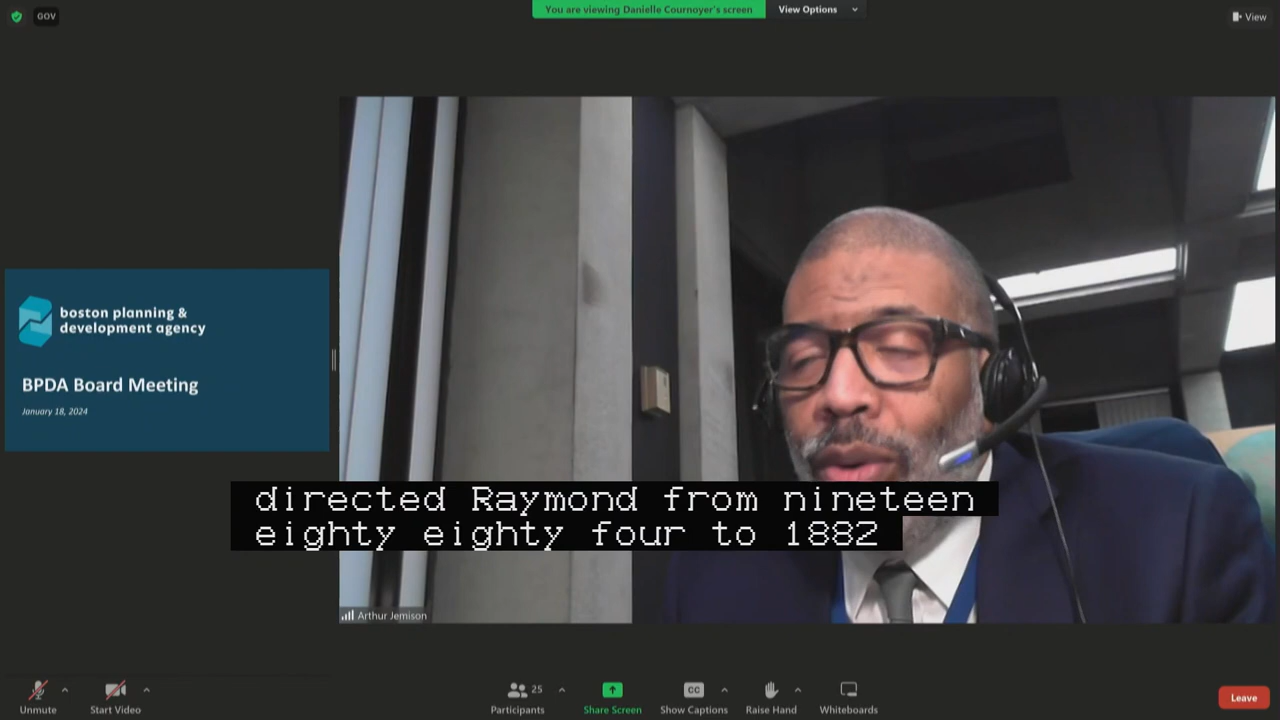 GOV
You are viewing Danielle Cournoyer's screen
View Options
View
boston planning &
development agency
BPDA Board Meeting
January 18, 2024
directed Raymond from nineteen
eighty eighty four to 1882
Arthur Jemison
Unmute
Start Video
25
Participants
Share Screen
CC
Show Captions
Raise Hand
Whiteboards
Leave